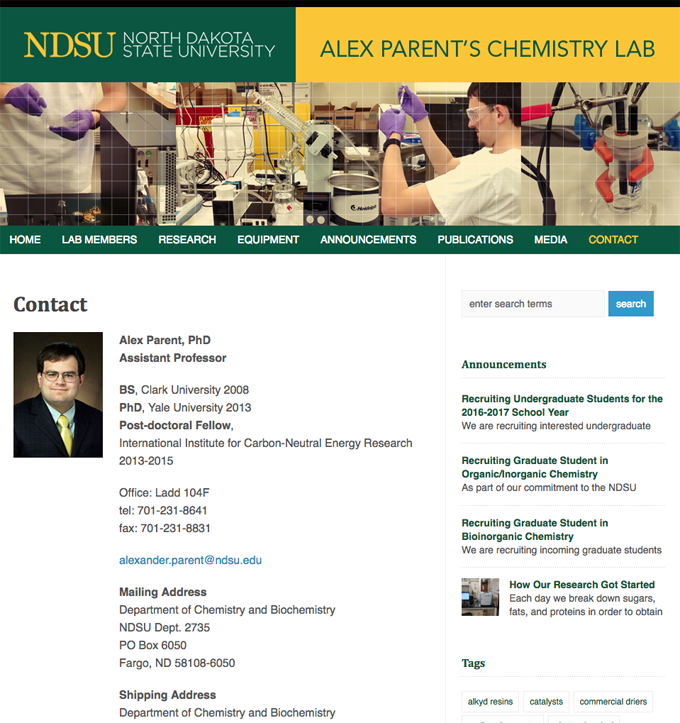 NDSU NORTH DAKOTA
STATE UNIVERSITY
ALEX PARENT'S CHEMISTRY LAB
HOME LAB MEMBERS RESEARCH EQUIPMENT ANNOUNCEMENTS PUBLICATIONS MEDIA CONTACT
Contact
Alex Parent, PhD
Assistant Professor
BS, Clark University 2008
PhD, Yale University 2013
Post-doctoral Fellow,
International Institute for Carbon-Neutral Energy Research
2013-2015
Office: Ladd 104F
tel: 701-231-8641
fax: 701-231-8831
alexander.parent@ndsu.edu
Mailing Address
Department of Chemistry and Biochemistry
NDSU Dept. 2735
PO Box 6050
Fargo, ND 58108-6050
Shipping Address
Department of Chemistry and Biochemistry
enter search terms search
Announcements
Recruiting Undergraduate Students for the
2016-2017 School Year
We are recruiting interested undergraduate
Recruiting Graduate Student in
Organic/Inorganic Chemistry
As part of our commitment to the NDSU
Recruiting Graduate Student in
Bioinorganic Chemistry
We are recruiting incoming graduate students
How Our Research Got Started
Each day we break down sugars,
fats, and proteins in order to obtain
Tags
alkyd resins catalysts commercial driers